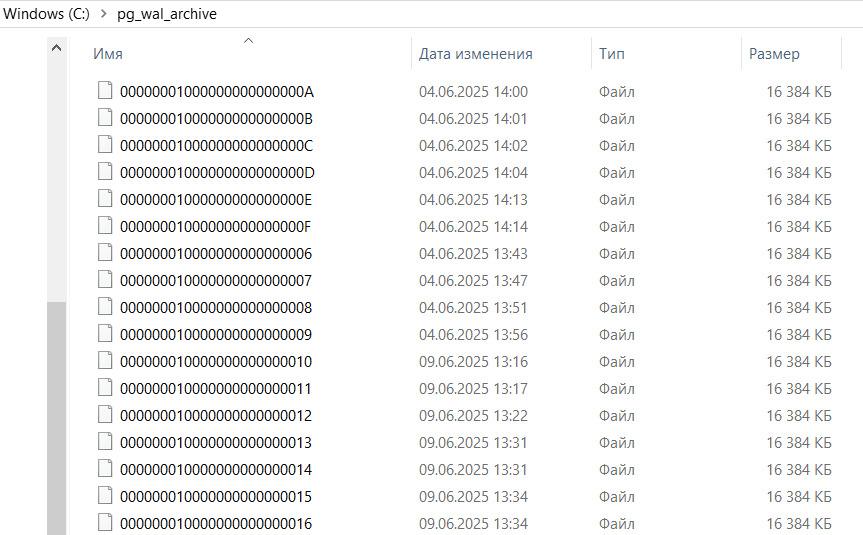 Windows (C:) > pg_wal_archive
Имя Дата изменения Тип Размер
00000001000000000000000A 04.06.2025 14:00 Файл 16 384 КБ
00000001000000000000000B 04.06.2025 14:01 Файл 16 384 КБ
00000001000000000000000C 04.06.2025 14:02 Файл 16 384 КБ
00000001000000000000000D 04.06.2025 14:04 Файл 16 384 КБ
00000001000000000000000E 04.06.2025 14:13 Файл 16 384 КБ
00000001000000000000000F 04.06.2025 14:14 Файл 16 384 КБ
000000010000000000000006 04.06.2025 13:43 Файл 16 384 КБ
000000010000000000000007 04.06.2025 13:47 Файл 16 384 КБ
000000010000000000000008 04.06.2025 13:51 Файл 16 384 КБ
000000010000000000000009 04.06.2025 13:56 Файл 16 384 КБ
000000010000000000000010 09.06.2025 13:16 Файл 16 384 КБ
000000010000000000000011 09.06.2025 13:17 Файл 16 384 КБ
000000010000000000000012 09.06.2025 13:22 Файл 16 384 КБ
000000010000000000000013 09.06.2025 13:31 Файл 16 384 КБ
000000010000000000000014 09.06.2025 13:31 Файл 16 384 КБ
000000010000000000000015 09.06.2025 13:34 Файл 16 384 КБ
000000010000000000000016 09.06.2025 13:34 Файл 16 384 КБ